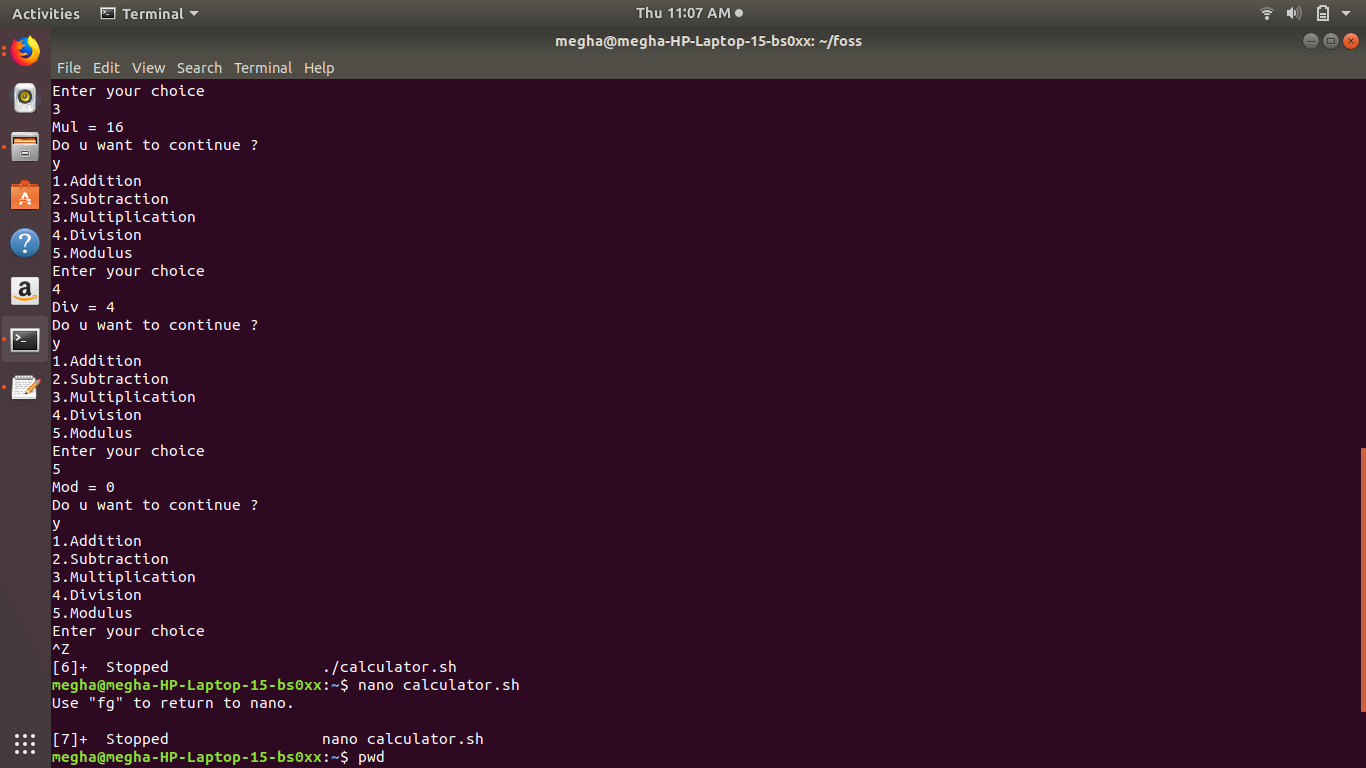 Activities Terminal Thu 11:07 AM
megha@megha-HP-Laptop-15-bs0xx: ~/foss
File Edit View Search Terminal Help
Enter your choice
3
Mul = 16
Do u want to continue ?
y
1.Addition
2.Subtraction
3.Multiplication
4.Division
5.Modulus
Enter your choice
4
Div = 4
Do u want to continue ?
y
1.Addition
2.Subtraction
3.Multiplication
4.Division
5.Modulus
Enter your choice
5
Mod = 0
Do u want to continue ?
y
1.Addition
2.Subtraction
3.Multiplication
4.Division
5.Modulus
Enter your choice
^Z
[6]+  Stopped                 ./calculator.sh
megha@megha-HP-Laptop-15-bs0xx:~$ nano calculator.sh
Use "fg" to return to nano.
[7]+  Stopped                 nano calculator.sh
megha@megha-HP-Laptop-15-bs0xx:~$ pwd